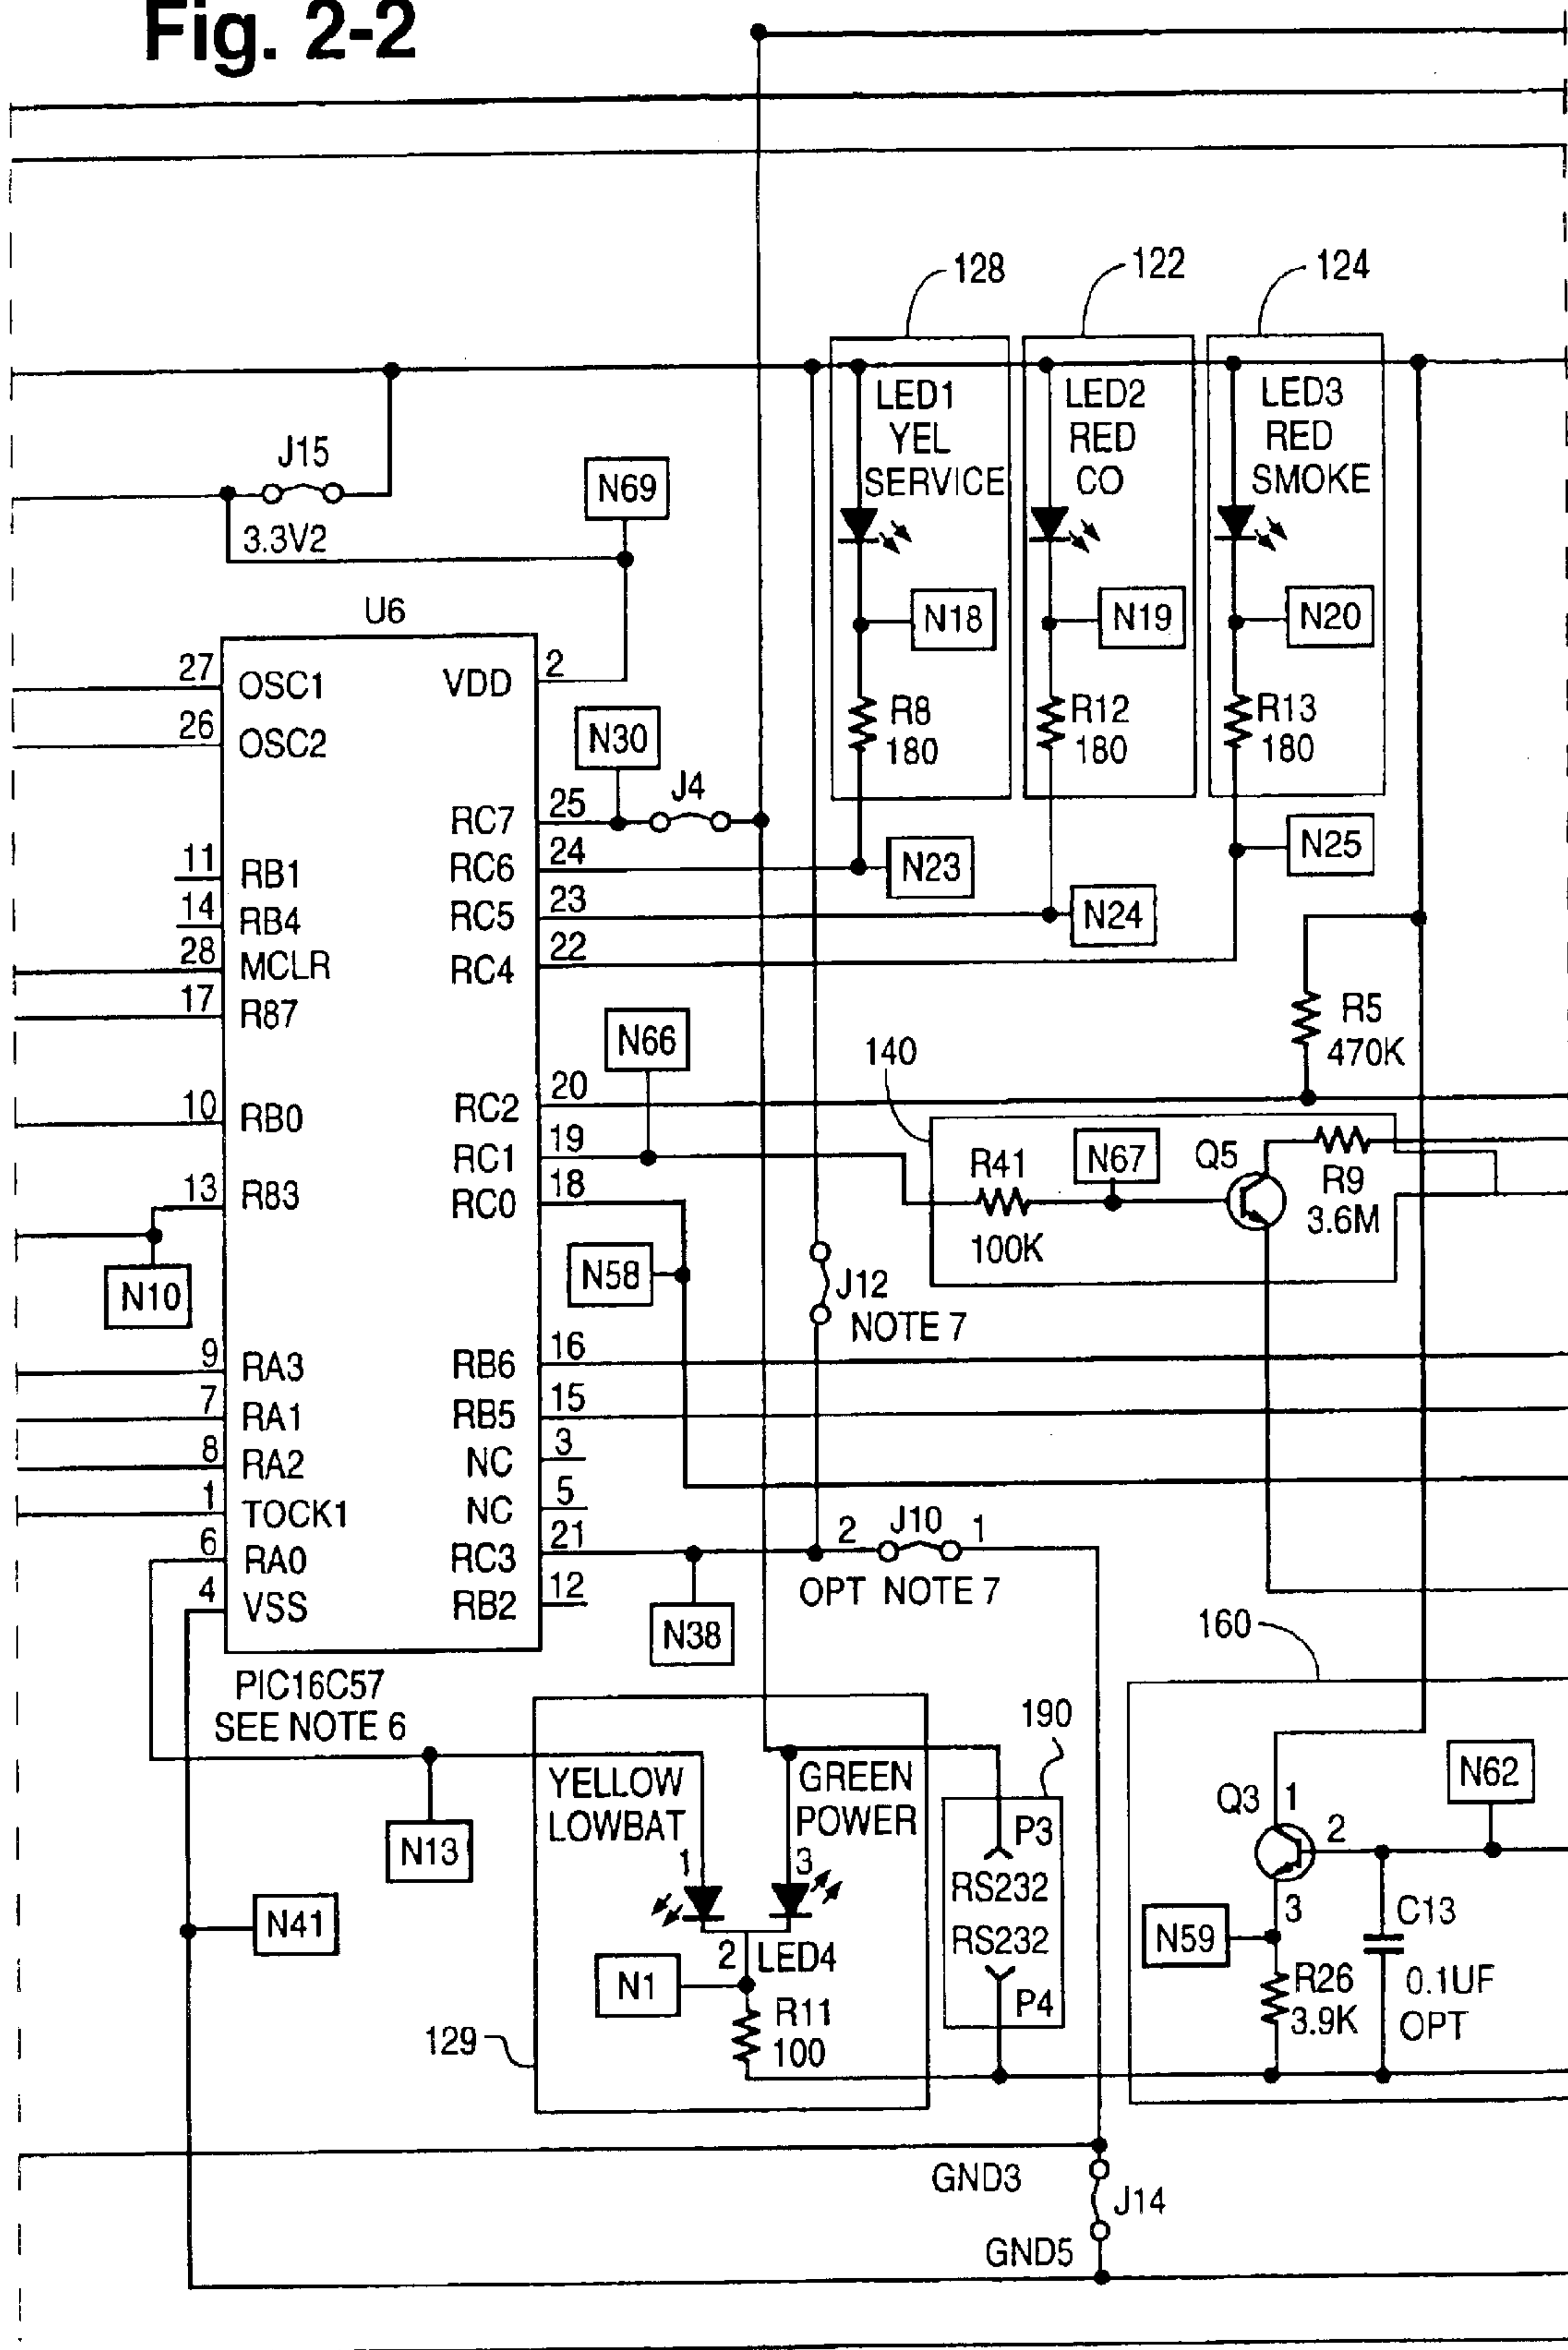 Fig. 2-2
128
122
124
LED1
YEL
SERVICE
LED2
RED
CO
LED3
RED
SMOKE
J15
3.3V2
N69
N18
N19
N20
R8
180
R12
180
R13
180
U6
27
OSC1
26
OSC2
VDD
2
N30
J4
RC7
25
RC6
24
N23
N25
11
RB1
14
RB4
28
MCLR
17
R87
RC5
23
N24
RC4
22
N66
140
R5
470K
10
RB0
RC2
20
RC1
19
R41
100K
N67
Q5
R9
3.6M
13
R83
N10
RC0
18
N58
J12
NOTE 7
9
RA3
7
RA1
8
RA2
1
TOCK1
6
RA0
4
VSS
RB6
16
RB5
15
NC
3
NC
5
RC3
21
RB2
12
2
J10
1
OPT NOTE 7
N38
160
PIC16C57
SEE NOTE 6
190
N13
YELLOW
LOWBAT
GREEN
POWER
1
3
P3
RS232
RS232
P4
N62
Q3
1
2
3
N41
N1
2
LED4
R11
100
129
N59
C13
0.1UF
OPT
R26
3.9K
GND3
J14
GND5